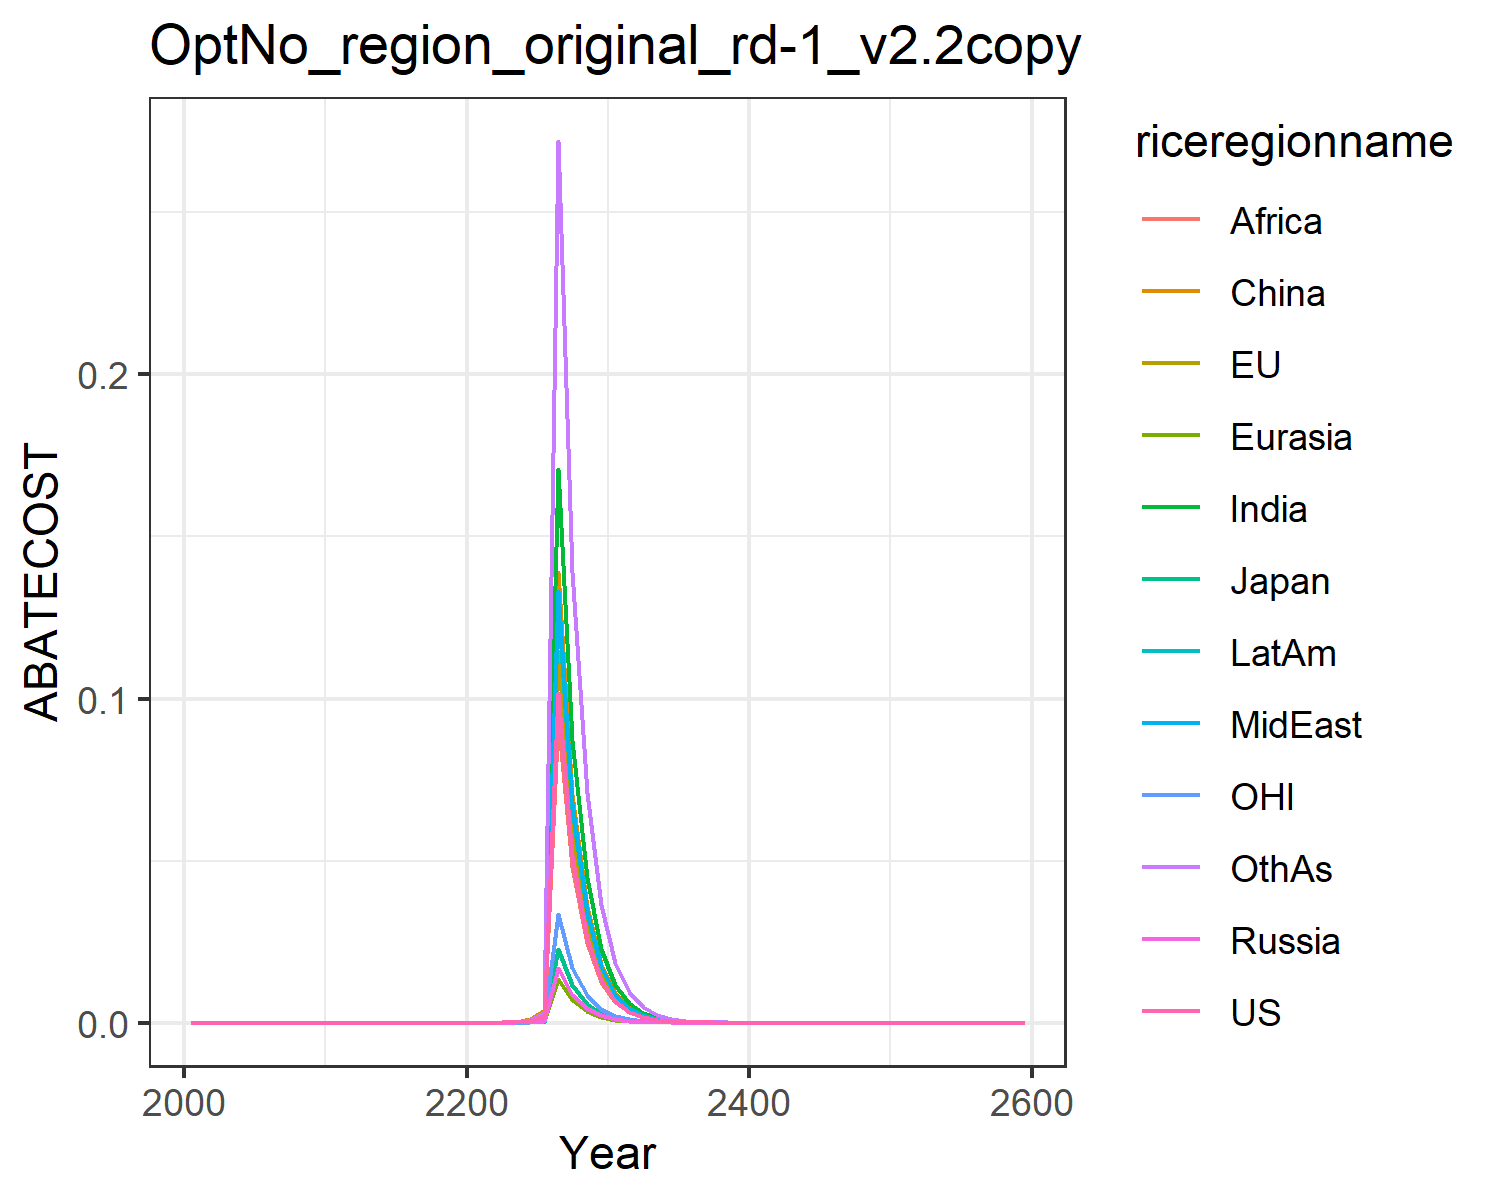 OptNo_region_original_rd-1_v2.2copy
riceregionname
Africa
China
EU
Eurasia
India
Japan
LatAm
MidEast
OHI
OthAs
Russia
US
ABATECOST
0.2
0.1
0.0
2000
2200
2400
2600
Year